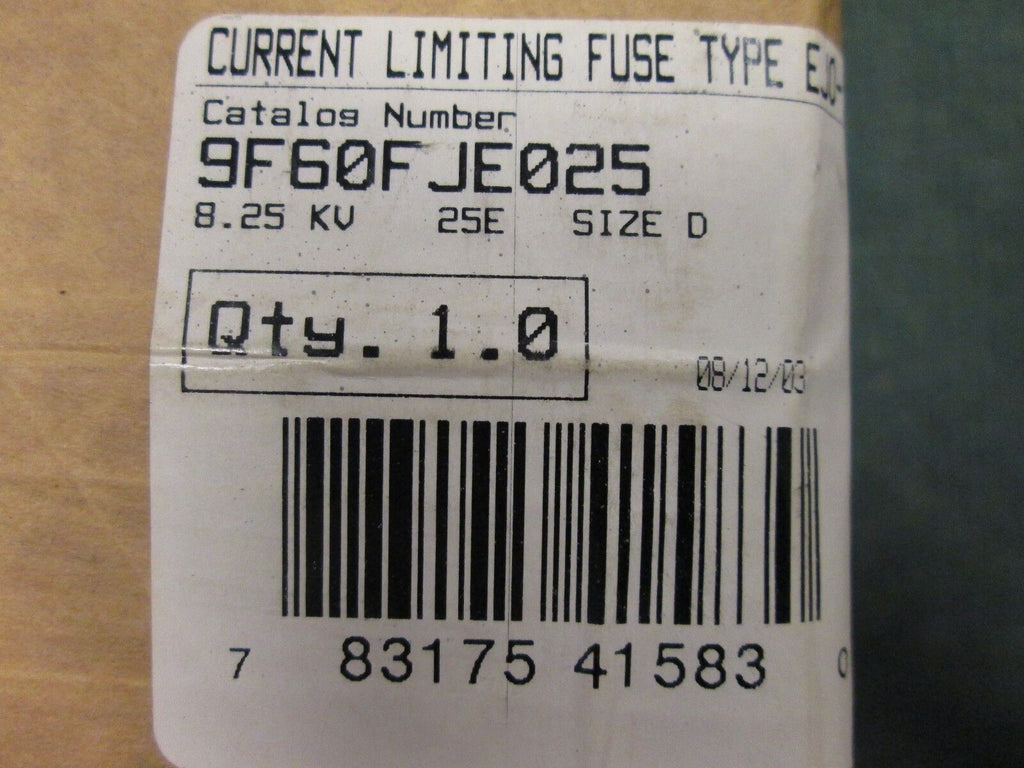 CURRENT LIMITING FUSE TYPE EJO-
Catalog Number
9F60FJE025
8.25 KV 25E SIZE D
Qty. 1.0
08/12/03
7 83175 41583 0